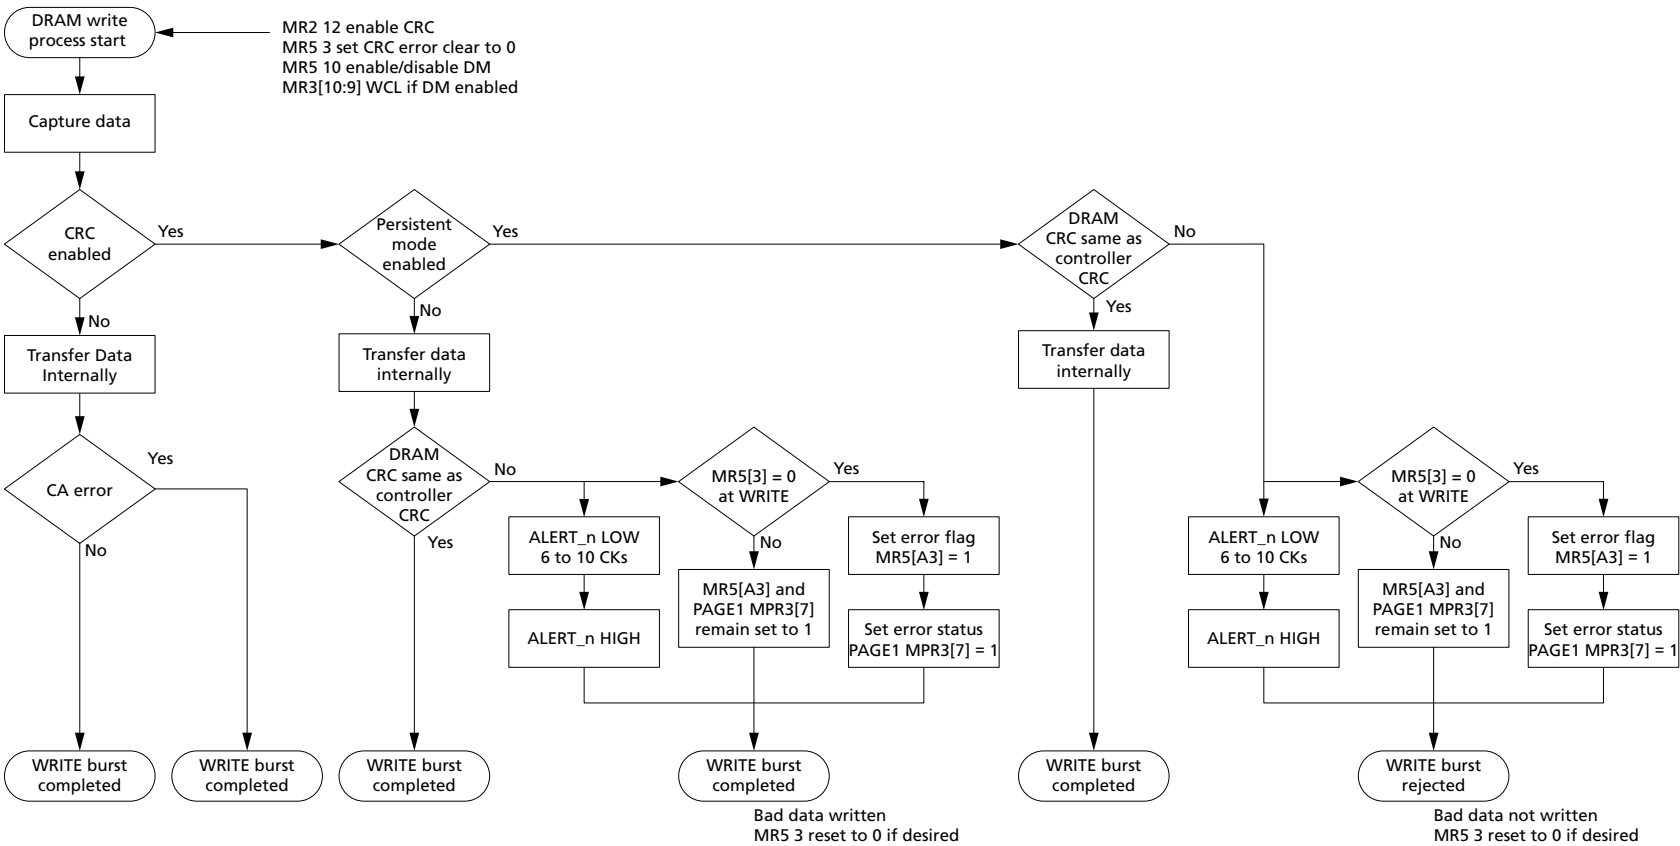 DRAM write
process start
MR2 12 enable CRC
MR5 3 set CRC error clear to 0
MR5 10 enable/disable DM
MR3[10:9] WCL if DM enabled
Capture data
CRC
enabled
Yes
No
Persistent
mode
enabled
Yes
No
DRAM
CRC same as
controller
CRC
No
Yes
Transfer Data
Internally
Transfer data
internally
Transfer data
internally
CA error
Yes
No
DRAM
CRC same as
controller
CRC
No
Yes
MR5[3] = 0
at WRITE
Yes
No
ALERT_n LOW
6 to 10 CKs
Set error flag
MR5[A3] = 1
MR5[A3] and
PAGE1 MPR3[7]
remain set to 1
ALERT_n HIGH
Set error status
PAGE1 MPR3[7] = 1
MR5[3] = 0
at WRITE
Yes
No
ALERT_n LOW
6 to 10 CKs
Set error flag
MR5[A3] = 1
MR5[A3] and
PAGE1 MPR3[7]
remain set to 1
ALERT_n HIGH
Set error status
PAGE1 MPR3[7] = 1
WRITE burst
completed
WRITE burst
completed
WRITE burst
completed
WRITE burst
completed
Bad data written
MR5 3 reset to 0 if desired
WRITE burst
completed
WRITE burst
rejected
Bad data not written
MR5 3 reset to 0 if desired